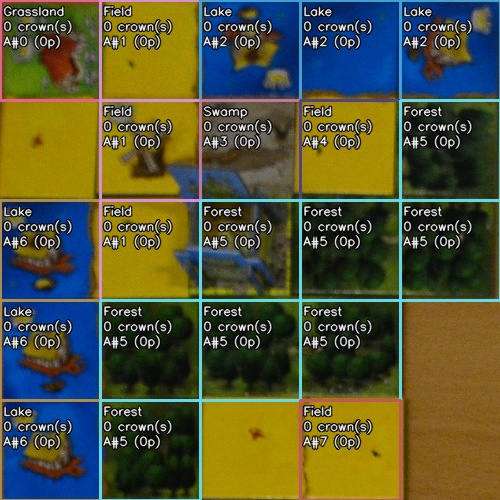 Grassland
0 crown(s)
A#0 (0p)
Field
0 crown(s)
A#1 (0p)
Lake
0 crown(s)
A#2 (0p)
Lake
0 crown(s)
A#2 (0p)
Lake
0 crown(s)
A#2 (0p)
Field
0 crown(s)
A#1 (0p)
Swamp
0 crown(s)
A#3 (0p)
Field
0 crown(s)
A#4 (0p)
Forest
0 crown(s)
A#5 (0p)
Lake
0 crown(s)
A#6 (0p)
Field
0 crown(s)
A#1 (0p)
Forest
0 crown(s)
A#5 (0p)
Forest
0 crown(s)
A#5 (0p)
Forest
0 crown(s)
A#5 (0p)
Lake
0 crown(s)
A#6 (0p)
Forest
0 crown(s)
A#5 (0p)
Forest
0 crown(s)
A#5 (0p)
Forest
0 crown(s)
A#5 (0p)
Lake
0 crown(s)
A#6 (0p)
Forest
0 crown(s)
A#5 (0p)
Field
0 crown(s)
A#7 (0p)